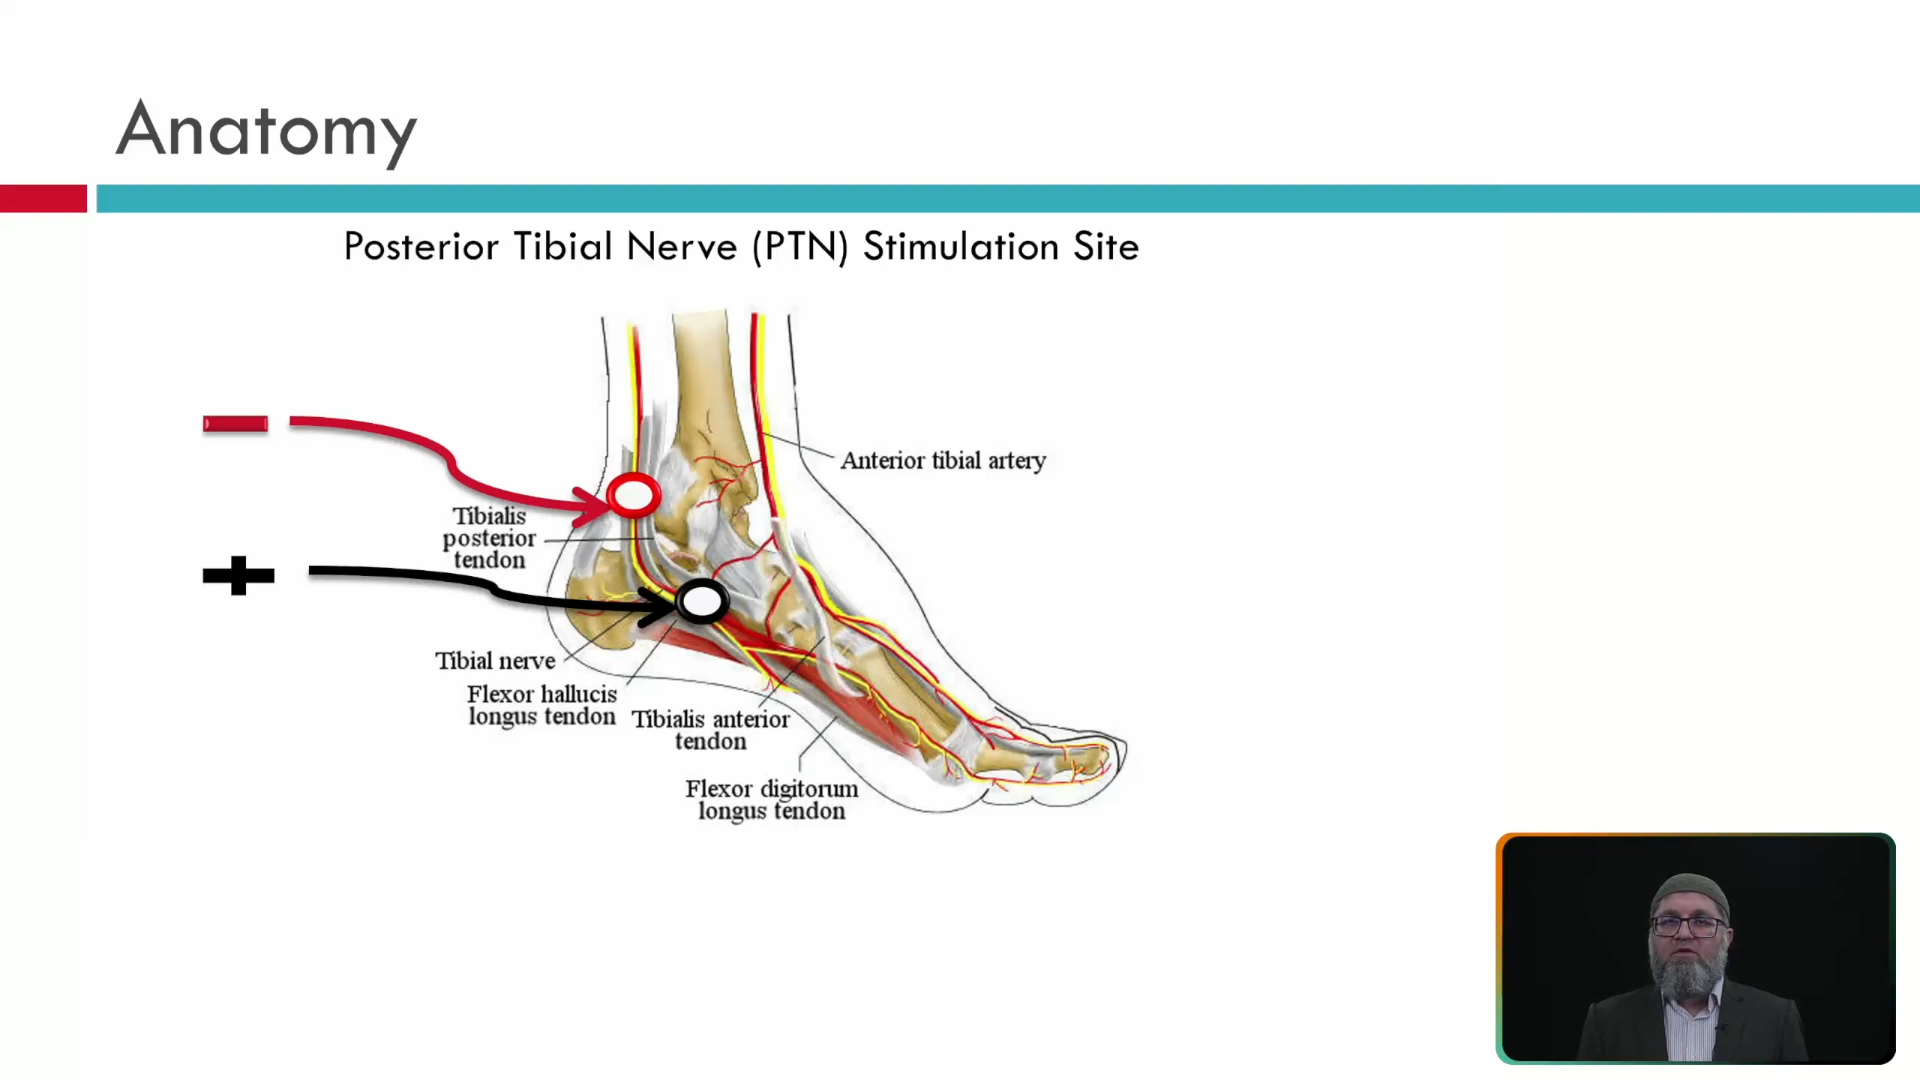 Anatomy
Posterior Tibial Nerve (PTN) Stimulation Site
Anterior tibial artery
Tibialis
posterior
tendon
Tibial nerve
Flexor hallucis
longus tendon
Tibialis anterior
tendon
Flexor digitorum
longus tendon